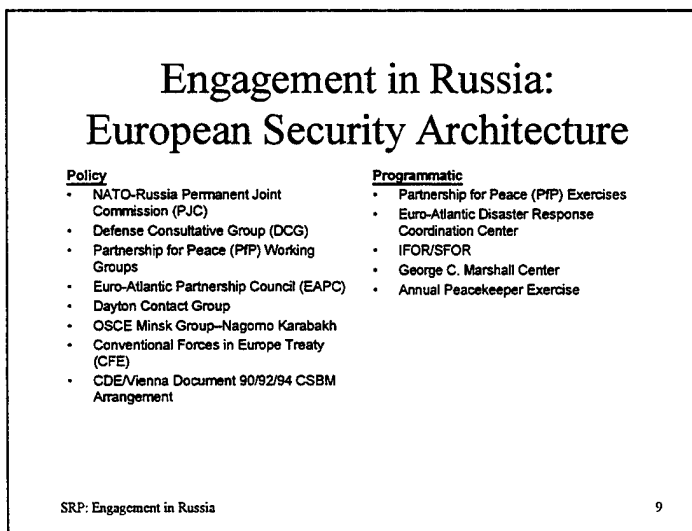 Engagement in Russia:
European Security Architecture
Policy
• NATO-Russia Permanent Joint
Commission (PJC)
• Defense Consultative Group (DCG)
• Partnership for Peace (PfP) Working
Groups
• Euro-Atlantic Partnership Council (EAPC)
• Dayton Contact Group
• OSCE Minsk Group–Nagorno Karabakh
• Conventional Forces in Europe Treaty
(CFE)
• CDE/Vienna Document 90/92/94 CSBM
Arrangement
Programmatic
• Partnership for Peace (PfP) Exercises
• Euro-Atlantic Disaster Response
Coordination Center
• IFOR/SFOR
• George C. Marshall Center
• Annual Peacekeeper Exercise
SRP: Engagement in Russia
9